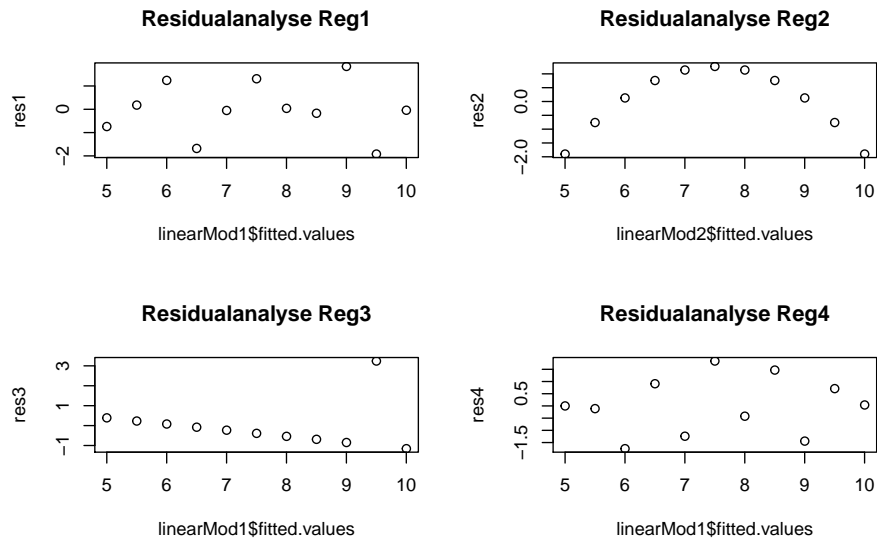 Residualanalyse Reg1
res1
0
−2
5 6 7 8 9 10
linearMod1$fitted.values
Residualanalyse Reg2
res2
0.0
−2.0
5 6 7 8 9 10
linearMod2$fitted.values
Residualanalyse Reg3
res3
3
1
−1
5 6 7 8 9 10
linearMod1$fitted.values
Residualanalyse Reg4
res4
0.5
−1.5
5 6 7 8 9 10
linearMod1$fitted.values